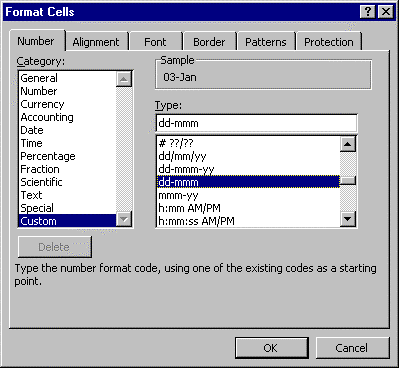 Format Cells
Number Alignment Font Border Patterns Protection
Category:
General
Number
Currency
Accounting
Date
Time
Percentage
Fraction
Scientific
Text
Special
Custom
Sample
03-Jan
Type:
dd-mmm
# ??/??
dd/mm/yy
dd-mmm-yy
dd-mmm
mmm-yy
h:mm AM/PM
h:mm:ss AM/PM
Delete
Type the number format code, using one of the existing codes as a starting
point.
OK Cancel